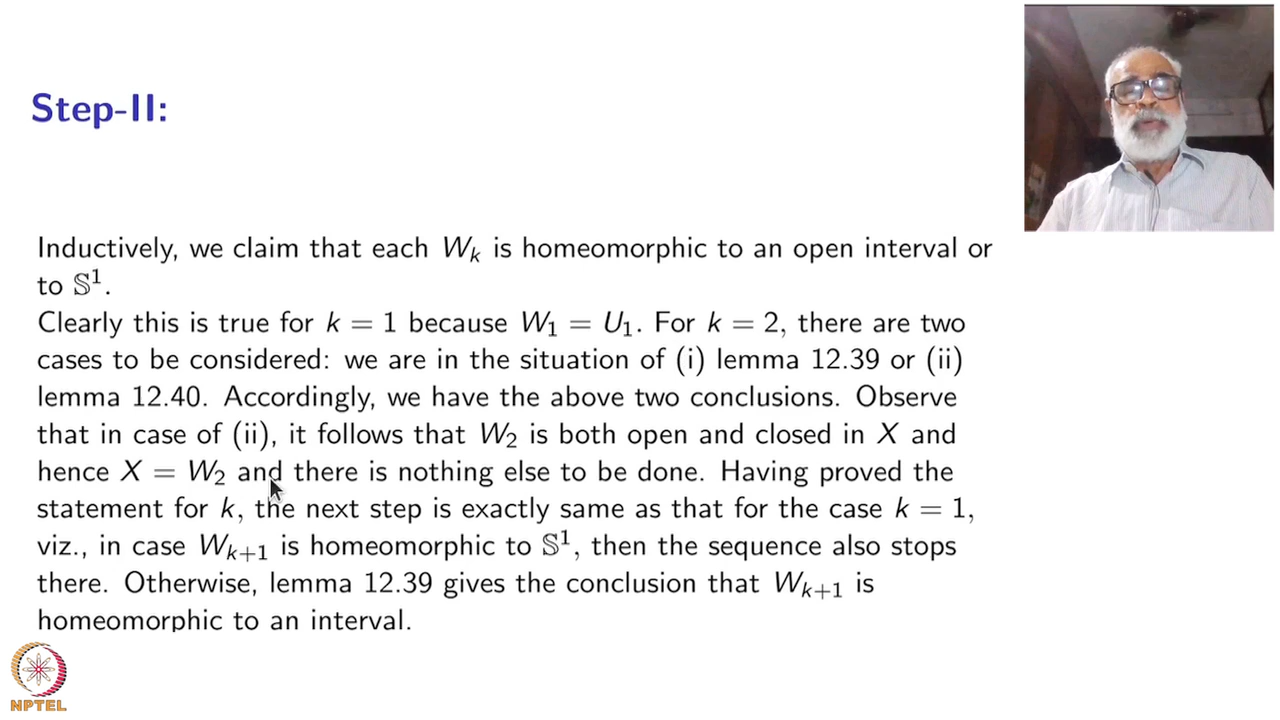 Step-II:
Inductively, we claim that each W_k is homeomorphic to an open interval or
to 𝕊¹.
Clearly this is true for k = 1 because W₁ = U₁. For k = 2, there are two
cases to be considered: we are in the situation of (i) lemma 12.39 or (ii)
lemma 12.40. Accordingly, we have the above two conclusions. Observe
that in case of (ii), it follows that W₂ is both open and closed in X and
hence X = W₂ and there is nothing else to be done. Having proved the
statement for k, the next step is exactly same as that for the case k = 1,
viz., in case W_{k+1} is homeomorphic to 𝕊¹, then the sequence also stops
there. Otherwise, lemma 12.39 gives the conclusion that W_{k+1} is
homeomorphic to an interval.
NPTEL